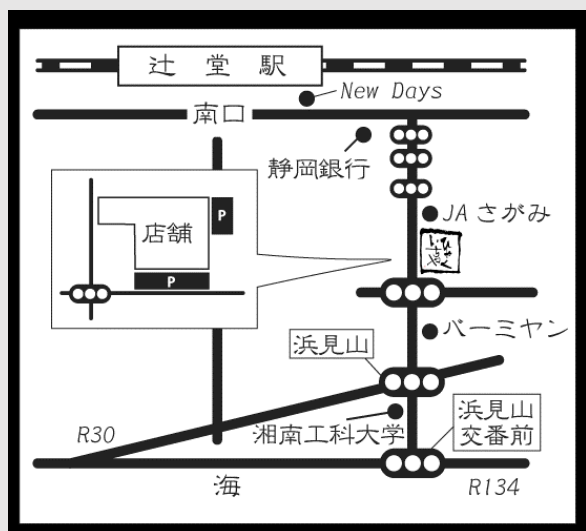 辻堂駅
New Days
南口
静岡銀行
JAさがみ
店舗
P
P
バーミヤン
浜見山
浜見山
交番前
湘南工科大学
R30
海
R134